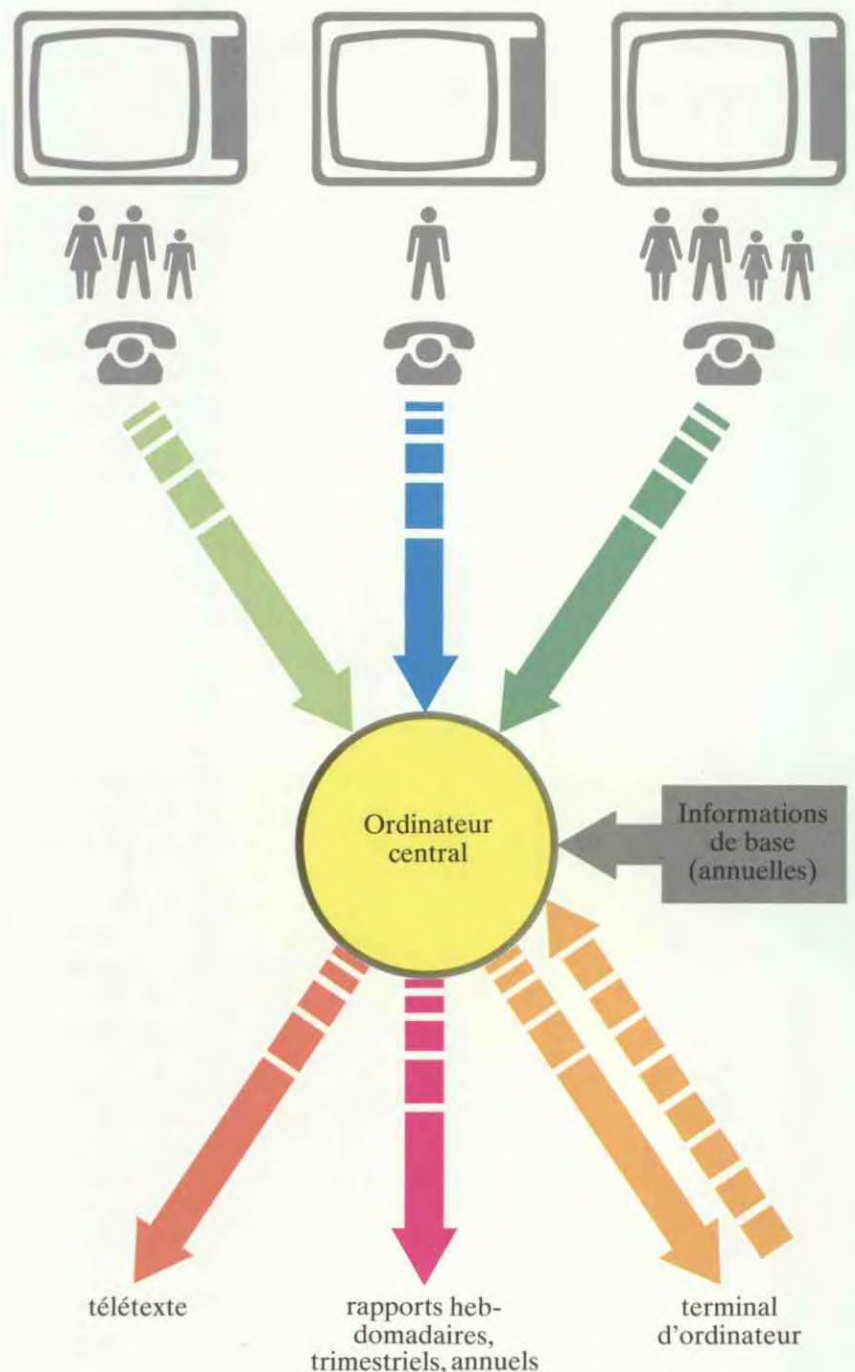 Ordinateur
central
Informations
de base
(annuelles)
télétexte
rapports heb-
domadaires,
trimestriels, annuels
terminal
d'ordinateur